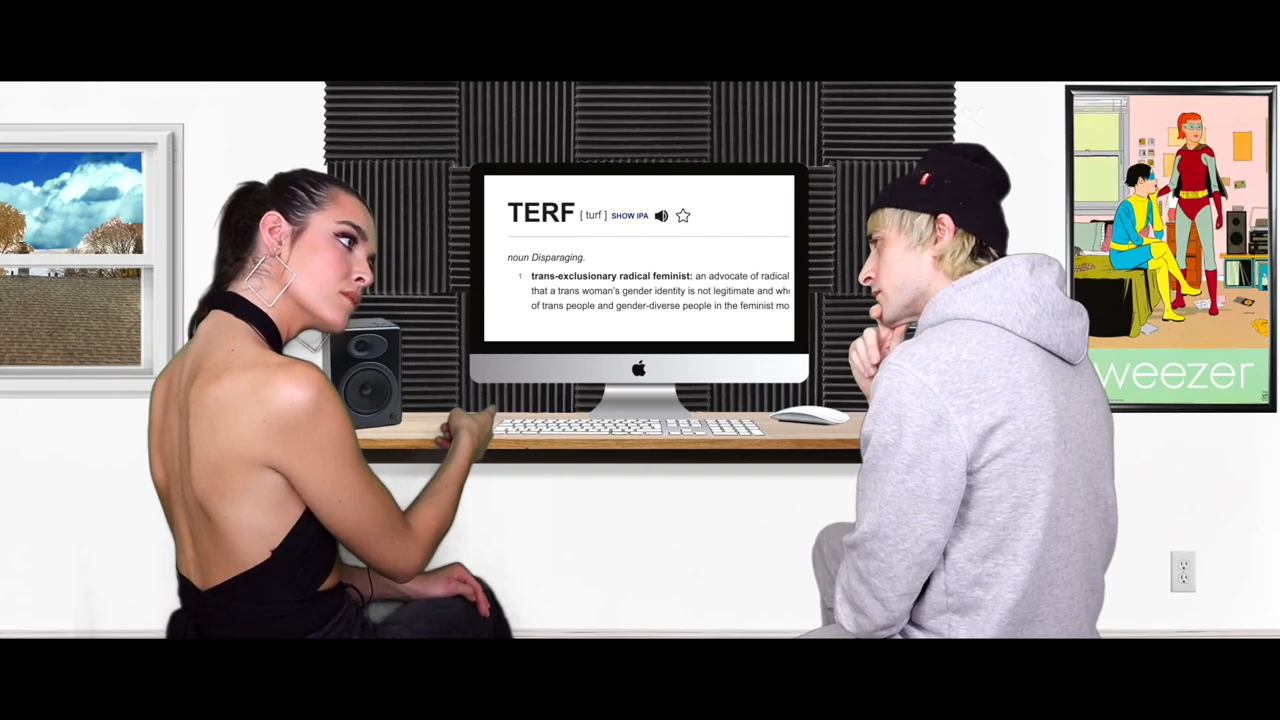 TERF [ turf ] SHOW IPA
noun Disparaging.
1 trans-exclusionary radical feminist: an advocate of radical
that a trans woman's gender identity is not legitimate and who
of trans people and gender-diverse people in the feminist mo
weezer